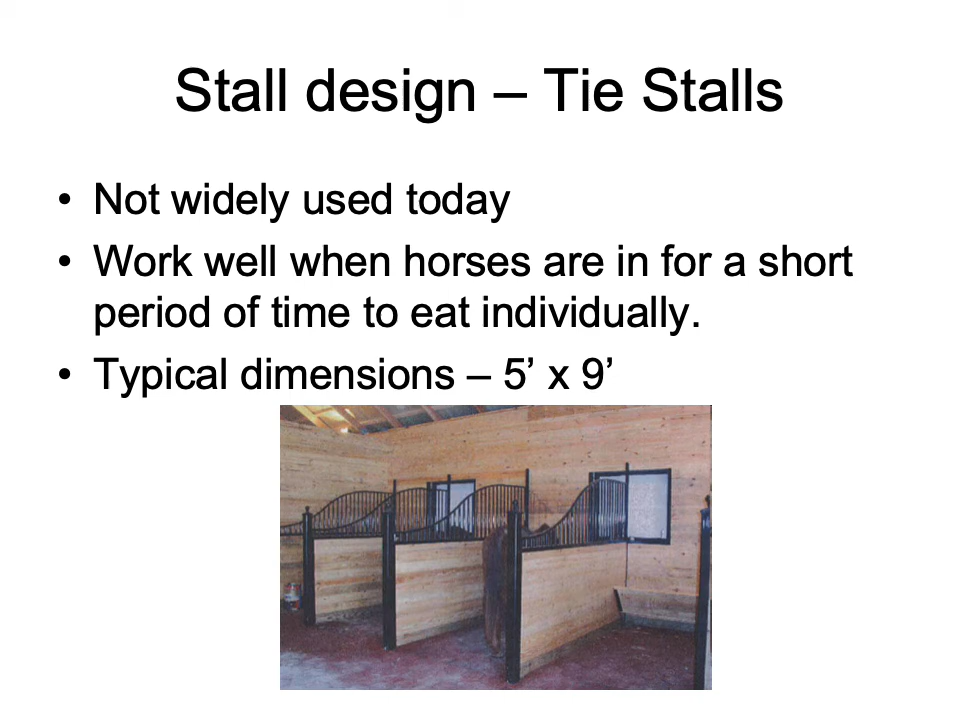 Stall design – Tie Stalls
• Not widely used today
• Work well when horses are in for a short
period of time to eat individually.
• Typical dimensions – 5’ x 9’